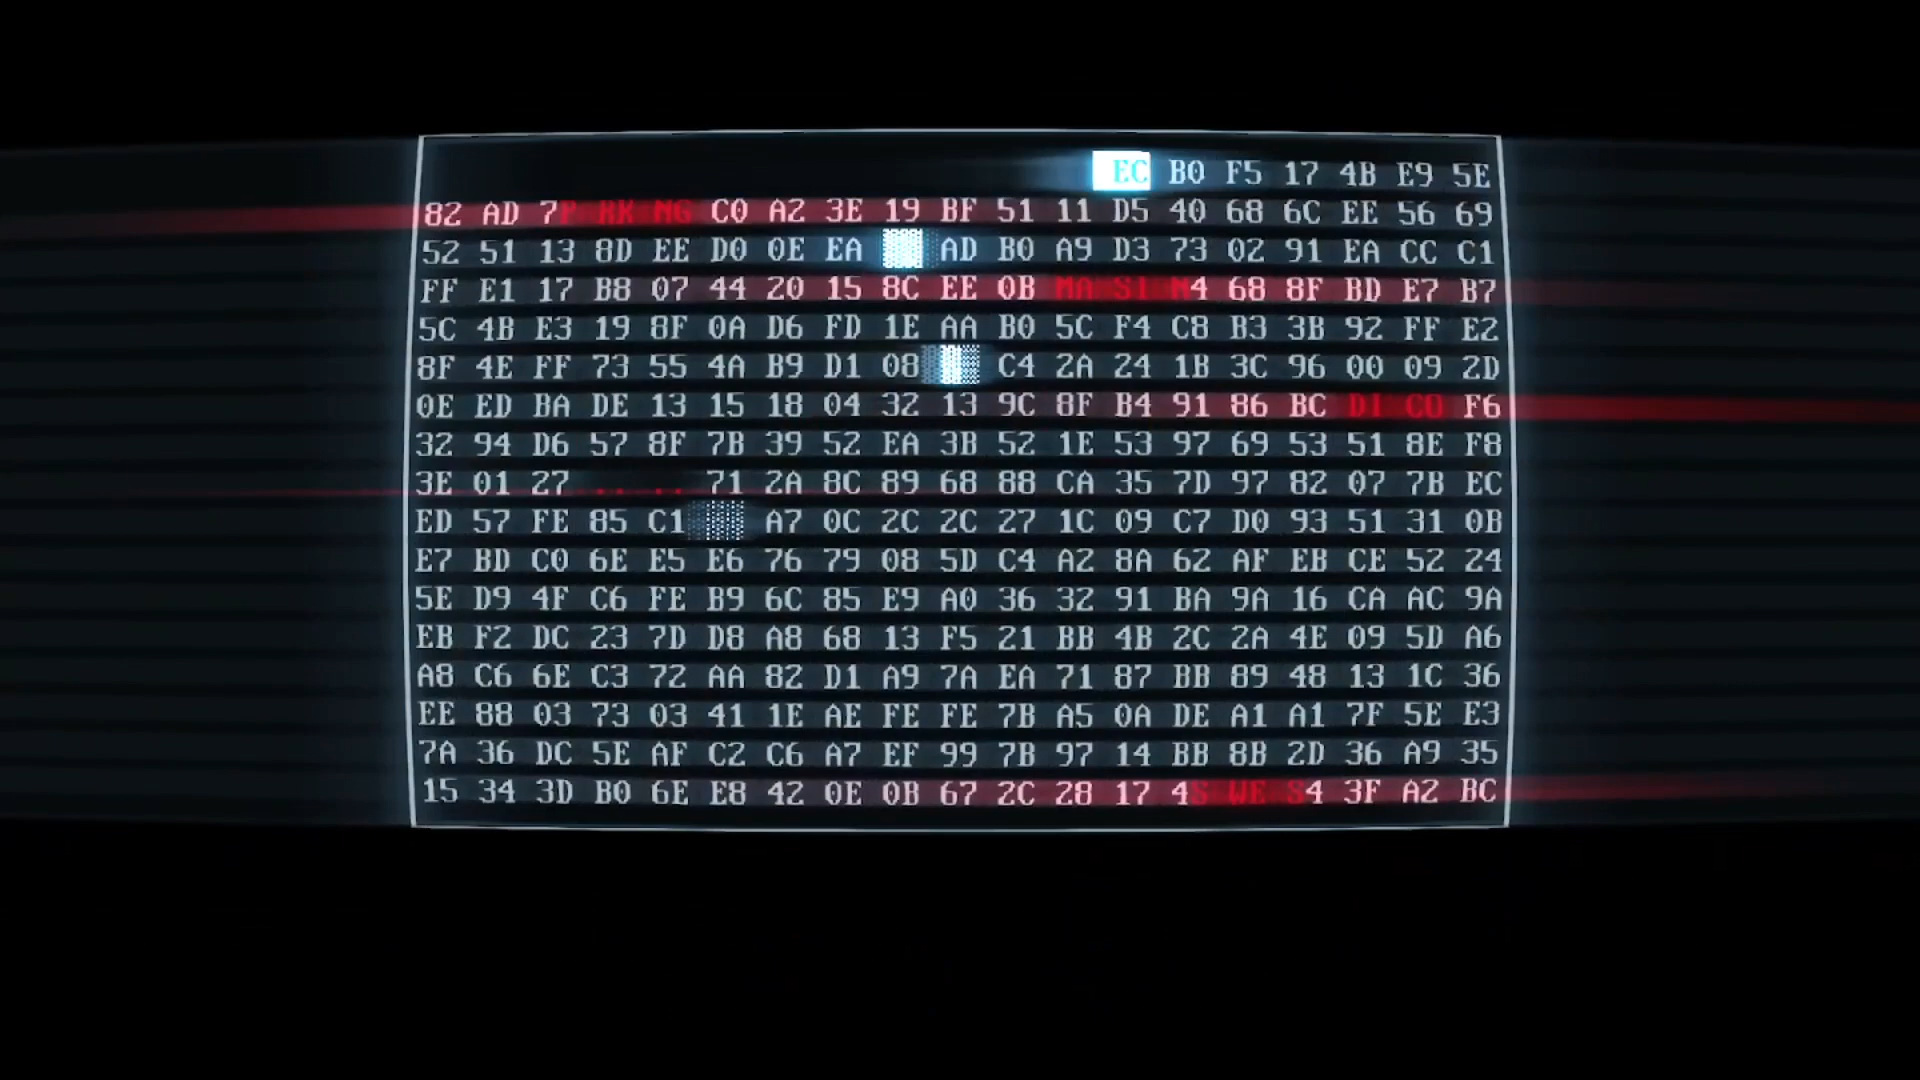 EC B0 F5 17 4B E9 5E
82 AD 7P RK NG C0 A2 3E 19 BF 51 11 D5 40 68 6C EE 56 69
52 51 13 8D EE D0 0E EA AD B0 A9 D3 73 02 91 EA CC C1
FF E1 17 B8 07 44 20 15 8C EE 0B MA SI N4 68 8F BD E7 B7
5C 4B E3 19 8F 0A D6 FD 1E AA B0 5C F4 C8 B3 3B 92 FF E2
8F 4E FF 73 55 4A B9 D1 08 C4 2A 24 1B 3C 96 00 09 2D
0E ED BA DE 13 15 18 04 32 13 9C 8F B4 91 86 BC DI CO F6
32 94 D6 57 8F 7B 39 52 EA 3B 52 1E 53 97 69 53 51 8E F8
3E 01 27 71 2A 8C 89 68 88 CA 35 7D 97 82 07 7B EC
ED 57 FE 85 C1 A7 0C 2C 2C 27 1C 09 C7 D0 93 51 31 0B
E7 BD C0 6E E5 E6 76 79 08 5D C4 A2 8A 62 AF EB CE 52 24
5E D9 4F C6 FE B9 6C 85 E9 A0 36 32 91 BA 9A 16 CA AC 9A
EB F2 DC 23 7D D8 A8 68 13 F5 21 BB 4B 2C 2A 4E 09 5D A6
A8 C6 6E C3 72 AA 82 D1 A9 7A EA 71 87 BB 89 48 13 1C 36
EE 88 03 73 03 41 1E AE FE FE 7B A5 0A DE A1 A1 7F 5E E3
7A 36 DC 5E AF C2 C6 A7 EF 99 7B 97 14 BB 8B 2D 36 A9 35
15 34 3D B0 6E E8 42 0E 0B 67 2C 28 17 4S WE S4 3F A2 BC